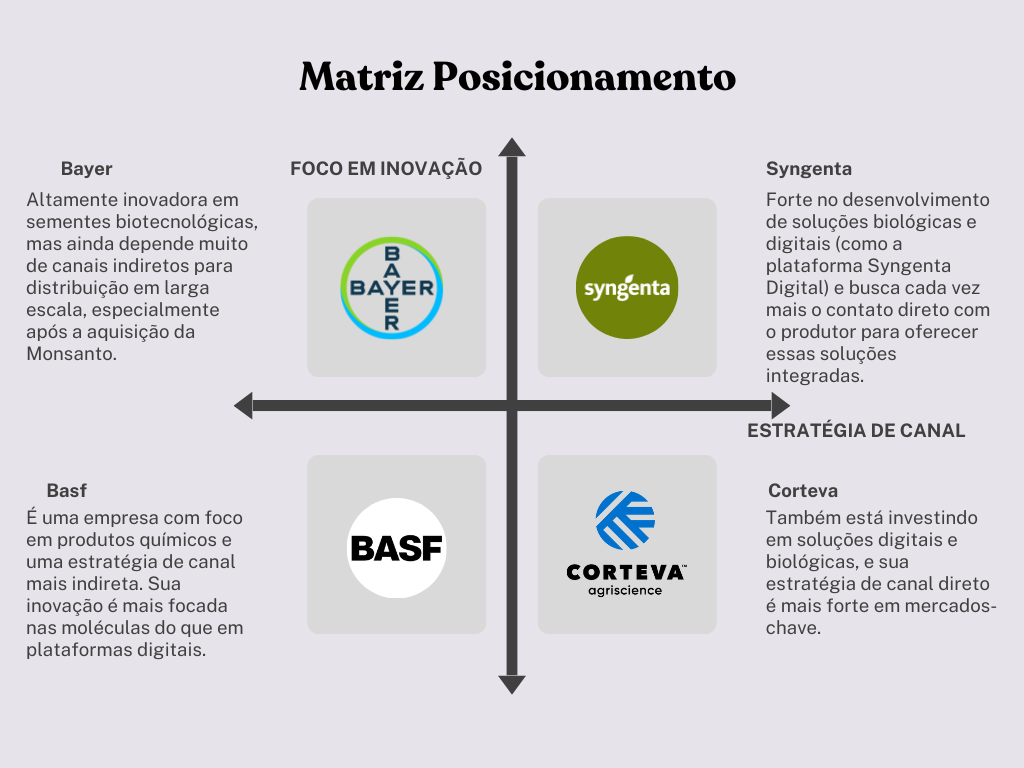 Matriz Posicionamento
FOCO EM INOVAÇÃO
Bayer
Altamente inovadora em
sementes biotecnológicas,
mas ainda depende muito
de canais indiretos para
distribuição em larga
escala, especialmente
após a aquisição da
Monsanto.
BAYER
BAYER
syngenta
Syngenta
Forte no desenvolvimento
de soluções biológicas e
digitais (como a
plataforma Syngenta
Digital) e busca cada vez
mais o contato direto com
o produtor para oferecer
essas soluções
integradas.
ESTRATÉGIA DE CANAL
Basf
É uma empresa com foco
em produtos químicos e
uma estratégia de canal
mais indireta. Sua
inovação é mais focada
nas moléculas do que em
plataformas digitais.
BASF
CORTEVA™
agriscience
Corteva
Também está investindo
em soluções digitais e
biológicas, e sua
estratégia de canal direto
é mais forte em mercados-
chave.